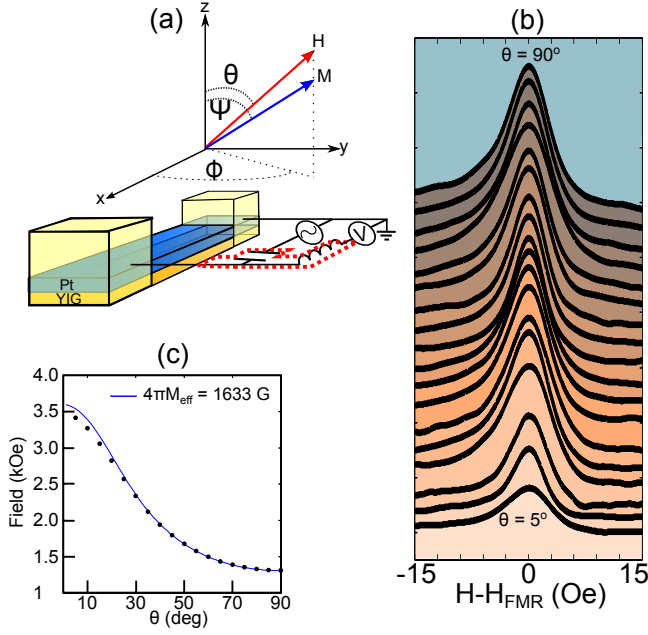 (a)
z
H
M
θ
Ψ
y
Φ
x
V
Pt
YIG
(b)
θ = 90°
θ = 5°
-15
0
15
H-H_FMR (Oe)
(c)
4πM_eff = 1633 G
4.0
3.5
3.0
2.5
2.0
1.5
1
Field (kOe)
10
30
50
70
90
θ (deg)